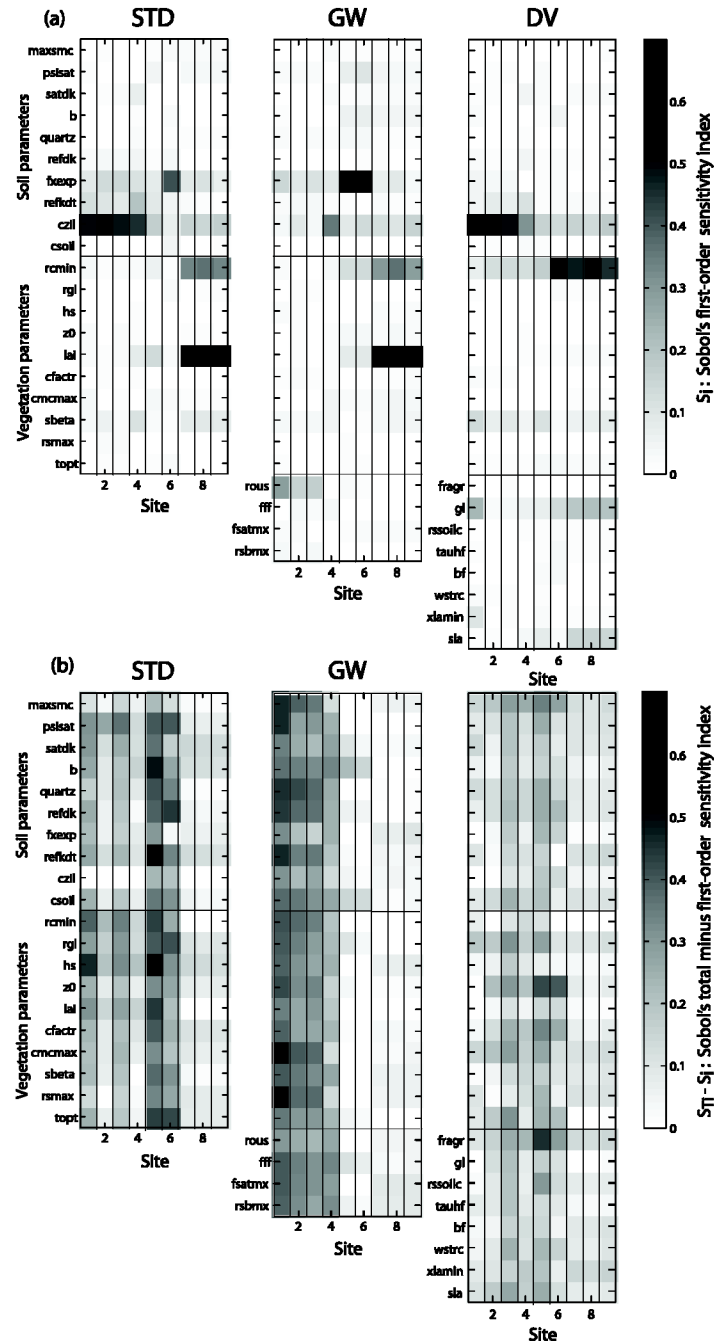 (a)
STD
GW
DV
Soil parameters
maxsmc
psisat
satdk
b
quartz
refdk
fxexp
refkdt
czil
csoil
Vegetation parameters
rcmin
rgl
hs
z0
lai
cfactr
cmcmax
sbeta
rsmax
topt
2 4 6 8
Site
rous
fff
fsatmx
rsbmx
2 4 6 8
Site
fragr
gl
rssoilc
tauhf
bf
wstrc
xlamin
sla
2 4 6 8
Site
0.6
0.5
0.4
0.3
0.2
0.1
0
Si : Sobol's first-order sensitivity index
(b)
STD
GW
DV
Soil parameters
maxsmc
psisat
satdk
b
quartz
refdk
fxexp
refkdt
czil
csoil
Vegetation parameters
rcmin
rgl
hs
z0
lai
cfactr
cmcmax
sbeta
rsmax
topt
2 4 6 8
Site
rous
fff
fsatmx
rsbmx
2 4 6 8
Site
fragr
gl
rssoilc
tauhf
bf
wstrc
xlamin
sla
2 4 6 8
Site
0.6
0.5
0.4
0.3
0.2
0.1
0
STi - Si : Sobol's total minus first-order sensitivity index